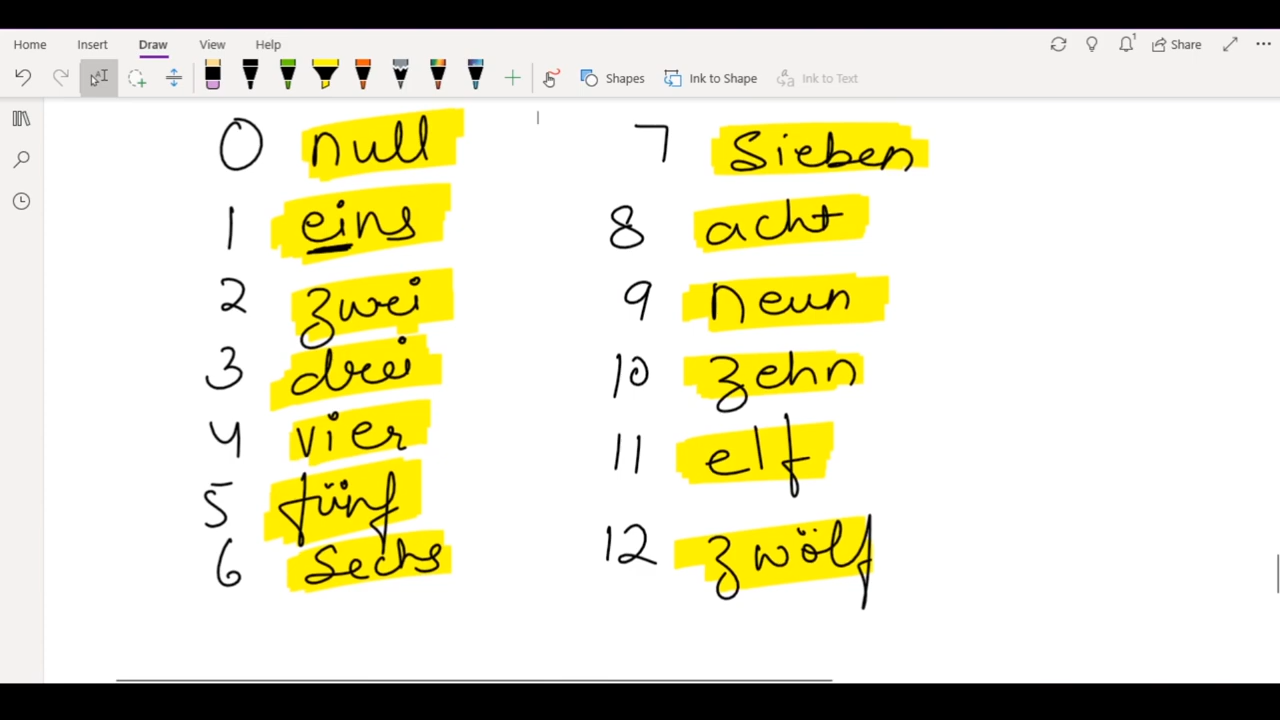 Home Insert Draw View Help
Share
Shapes Ink to Shape Ink to Text
0 null
1 eins
2 zwei
3 drei
4 vier
5 fünf
6 Sechs
7 Sieben
8 acht
9 neun
10 zehn
11 elf
12 zwölf